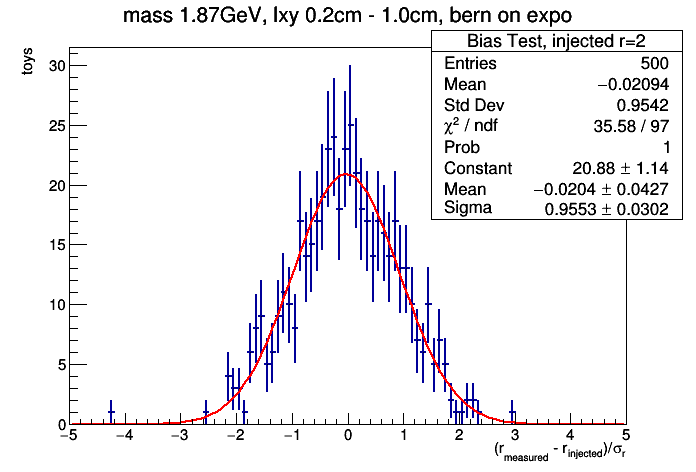 mass 1.87GeV, lxy 0.2cm - 1.0cm, bern on expo
Bias Test, injected r=2
Entries 500
Mean −0.02094
Std Dev 0.9542
χ² / ndf 35.58 / 97
Prob 1
Constant 20.88 ± 1.14
Mean −0.0204 ± 0.0427
Sigma 0.9553 ± 0.0302
toys
30
25
20
15
10
5
0
−5 −4 −3 −2 −1 0 1 2 3 4 5
(r_measured - r_injected)/σ_r